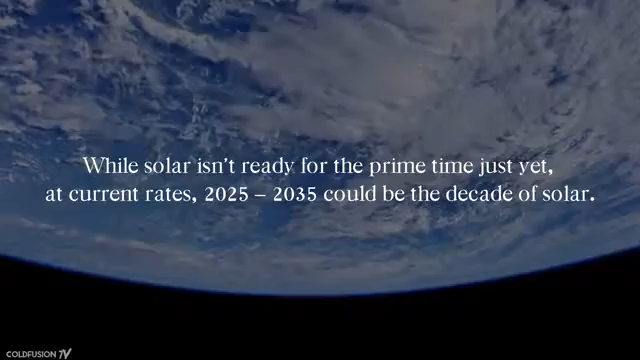 While solar isn't ready for the prime time just yet,
at current rates, 2025 – 2035 could be the decade of solar.
COLDFUSION TV